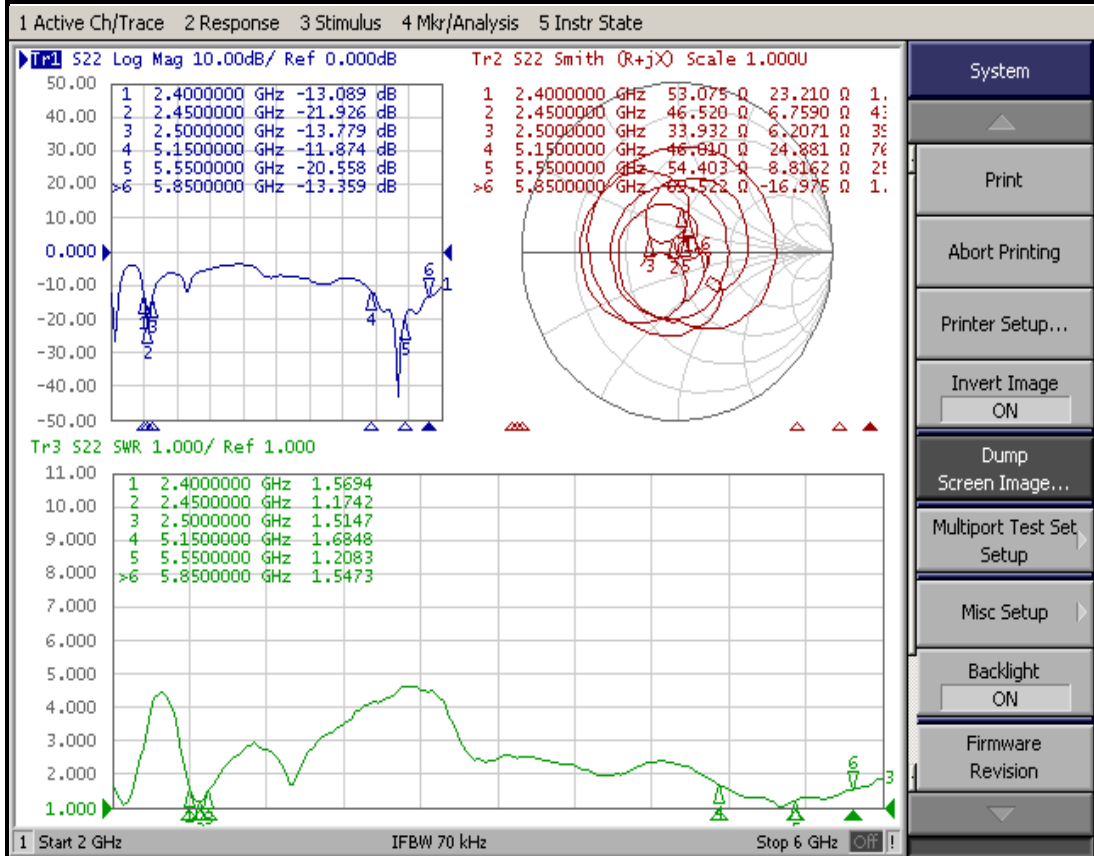 1 Active Ch/Trace 2 Response 3 Stimulus 4 Mkr/Analysis 5 Instr State
Tr1 S22 Log Mag 10.00dB/ Ref 0.000dB
50.00
40.00
30.00
20.00
10.00
0.000
-10.00
-20.00
-30.00
-40.00
-50.00
1 2.4000000 GHz -13.089 dB
2 2.4500000 GHz -21.926 dB
3 2.5000000 GHz -13.779 dB
4 5.1500000 GHz -11.874 dB
5 5.5500000 GHz -20.558 dB
>6 5.8500000 GHz -13.359 dB
Tr2 S22 Smith (R+jX) Scale 1.000U
1 2.4000000 GHz 53.075 Ω 23.210 Ω 1.
2 2.4500000 GHz 46.520 Ω 6.7590 Ω 43
3 2.5000000 GHz 33.932 Ω 6.2071 Ω 39
4 5.1500000 GHz 46.010 Ω 24.881 Ω 76
5 5.5500000 GHz 54.403 Ω 8.8162 Ω 25
>6 5.8500000 GHz Ω -16.975 Ω 1.
Tr3 S22 SWR 1.000/ Ref 1.000
11.00
10.00
9.000
8.000
7.000
6.000
5.000
4.000
3.000
2.000
1.000
1 2.4000000 GHz 1.5694
2 2.4500000 GHz 1.1742
3 2.5000000 GHz 1.5147
4 5.1500000 GHz 1.6848
5 5.5500000 GHz 1.2083
>6 5.8500000 GHz 1.5473
1 Start 2 GHz IFBW 70 kHz Stop 6 GHz Off !
System
Print
Abort Printing
Printer Setup...
Invert Image
ON
Dump
Screen Image...
Multiport Test Set
Setup
Misc Setup
Backlight
ON
Firmware
Revision